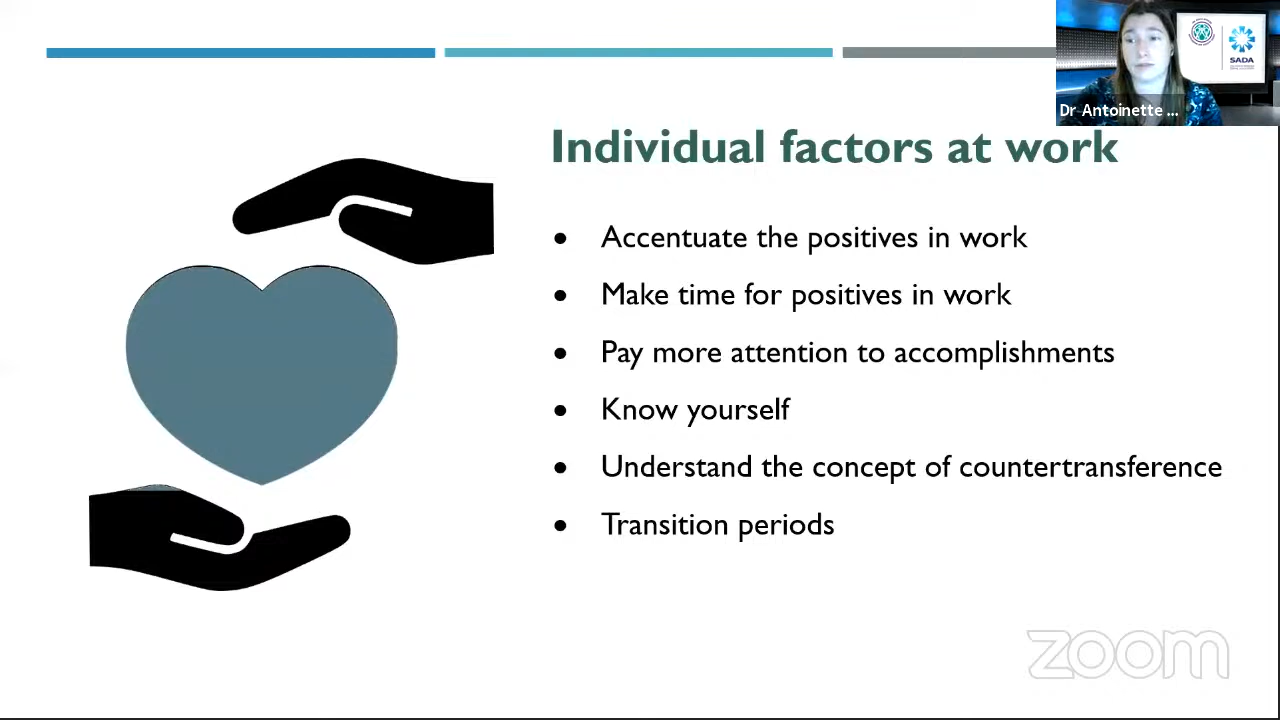 SADA
Dr Antoinette ...
Individual factors at work
• Accentuate the positives in work
• Make time for positives in work
• Pay more attention to accomplishments
• Know yourself
• Understand the concept of countertransference
• Transition periods
zoom